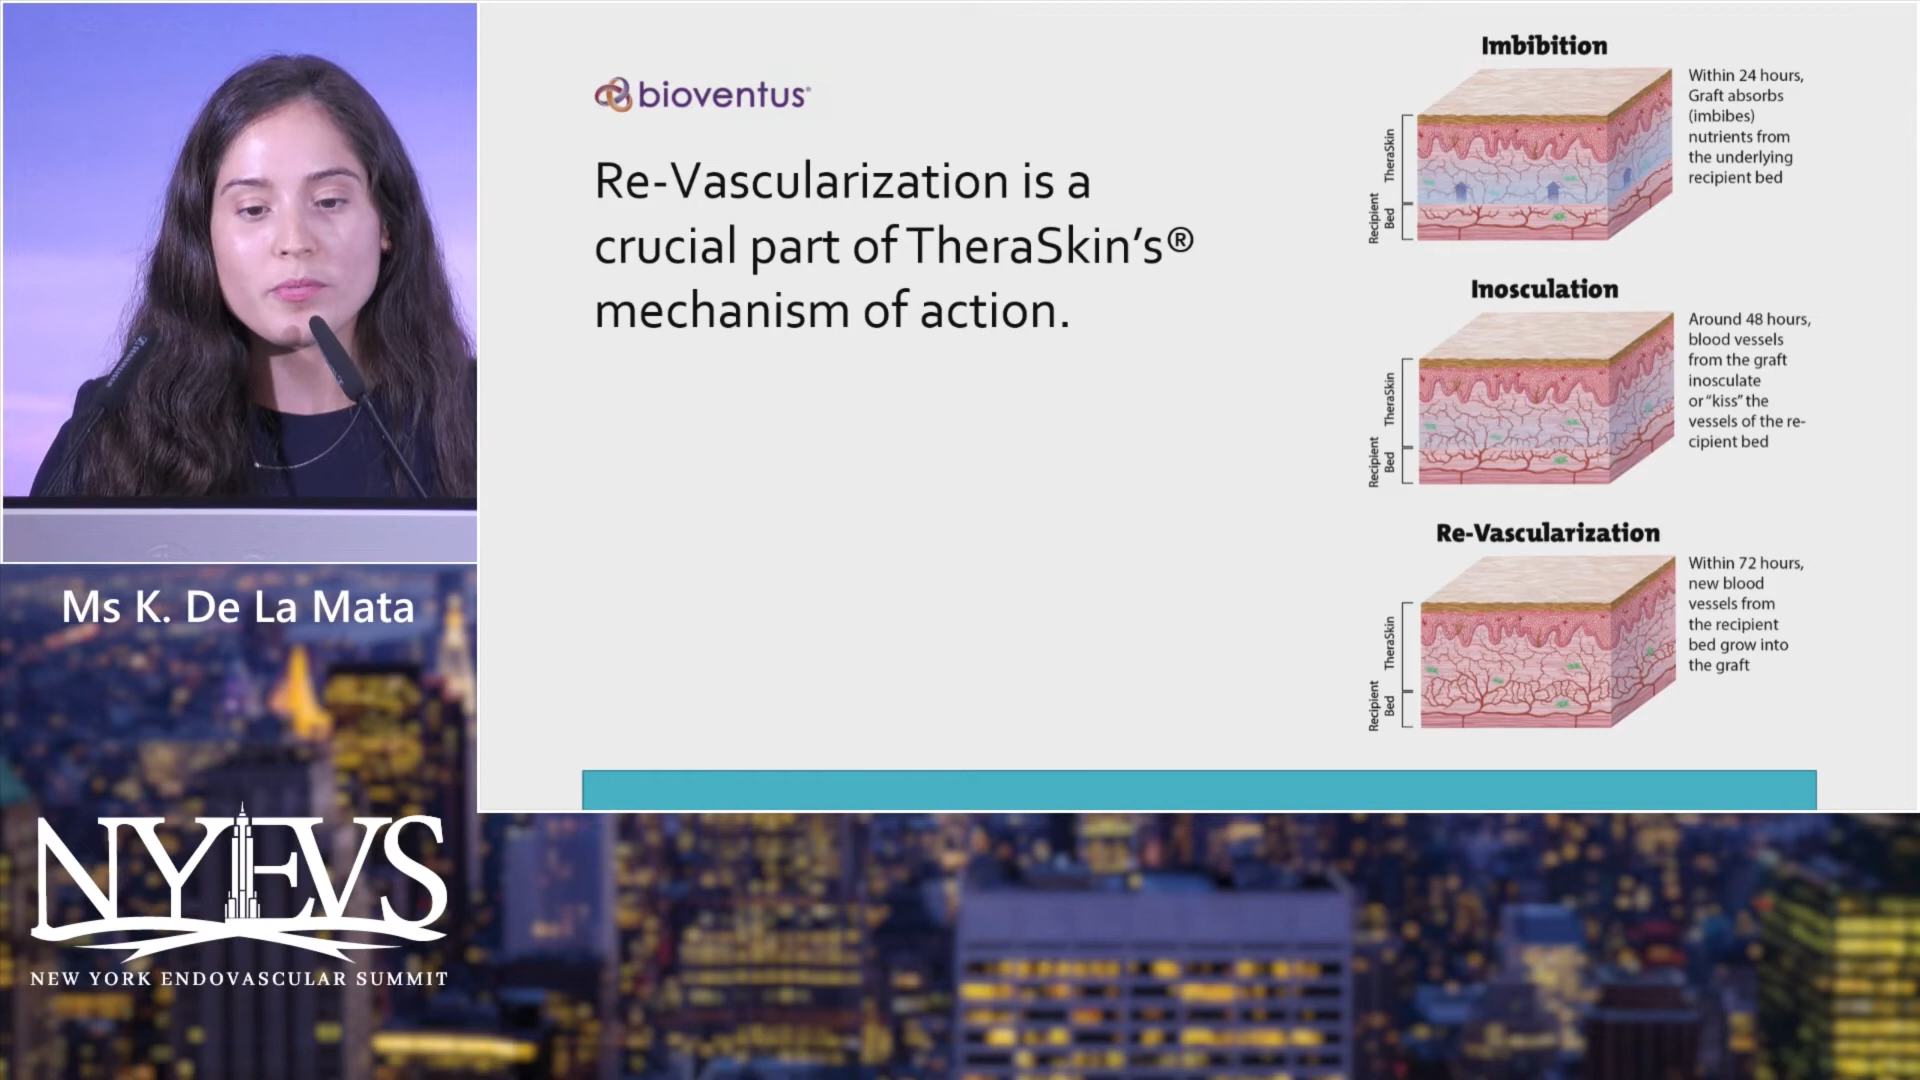 bioventus
Re-Vascularization is a
crucial part of TheraSkin's®
mechanism of action.
Imbibition
TheraSkin
Recipient
Bed
Within 24 hours,
Graft absorbs
(imbibes)
nutrients from
the underlying
recipient bed
Inosculation
TheraSkin
Recipient
Bed
Around 48 hours,
blood vessels
from the graft
inosculate
or "kiss" the
vessels of the re-
cipient bed
Re-Vascularization
TheraSkin
Recipient
Bed
Within 72 hours,
new blood
vessels from
the recipient
bed grow into
the graft
Ms K. De La Mata
NYEVS
NEW YORK ENDOVASCULAR SUMMIT